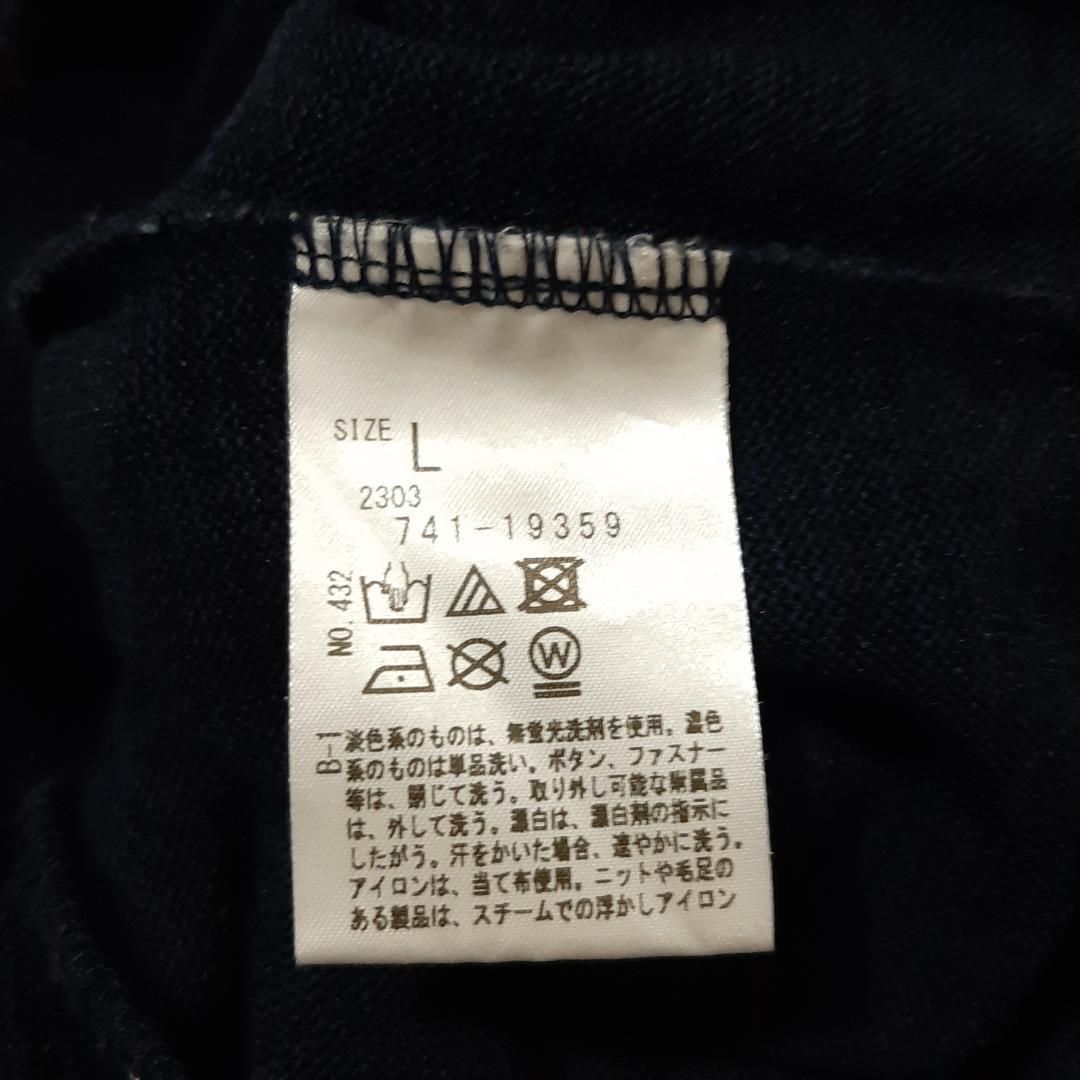 SIZE L
2303
741-19359
NO.432
W
B-1
淡色系のものは、無蛍光洗剤を使用。濃色
系のものは単品洗い。ボタン、ファスナー
等は、閉じて洗う。取り外し可能な附属品
は、外して洗う。漂白は、漂白剤の指示に
したがう。汗をかいた場合、速やかに洗う。
アイロンは、当て布使用。ニットや毛足の
ある製品は、スチームでの浮かしアイロン